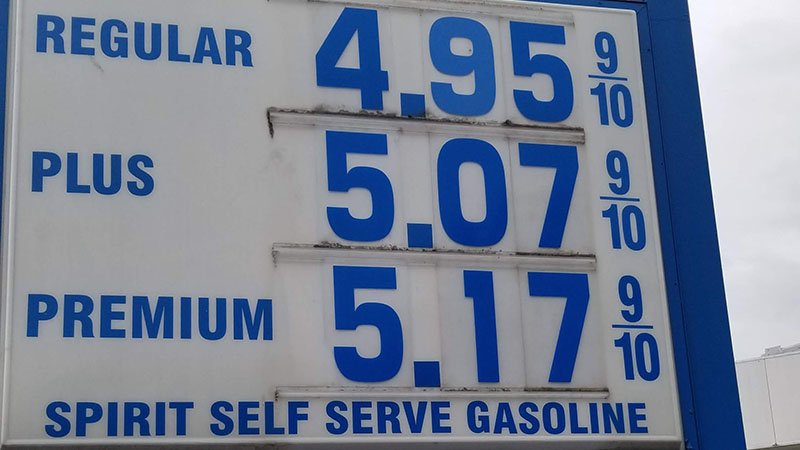 REGULAR 4.95 9/10
PLUS 5.07 9/10
PREMIUM 5.17 9/10
SPIRIT SELF SERVE GASOLINE